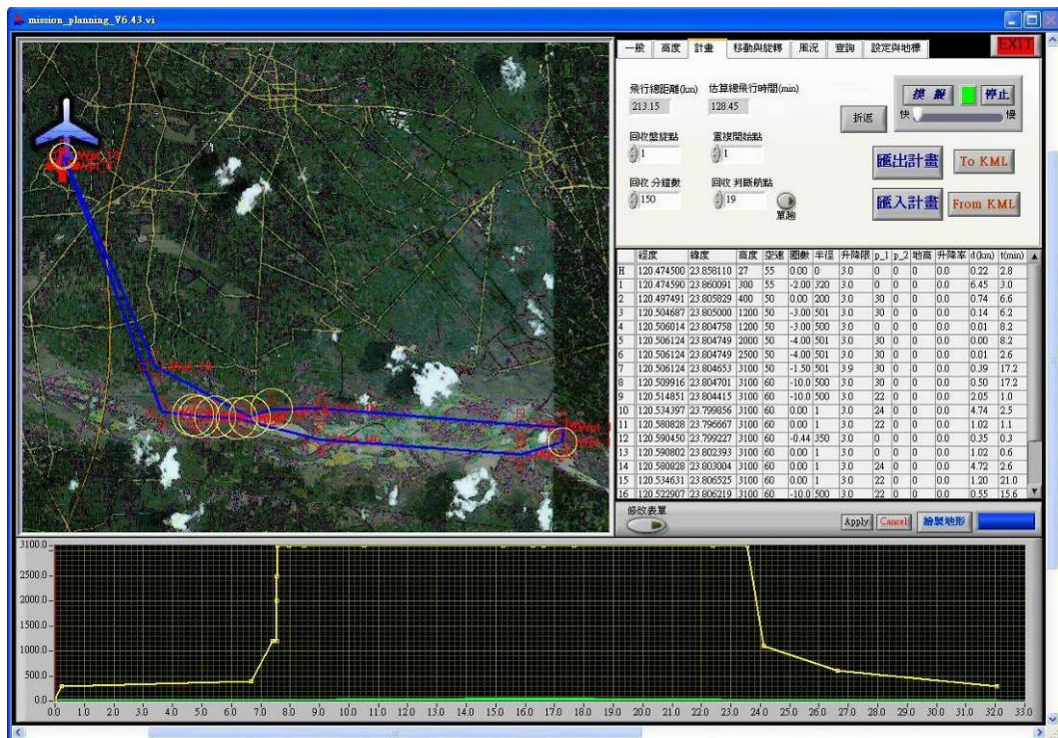 mission_planning_V6.43.vi
一般 高度 計畫 移動與旋轉 風況 查詢 設定與地標 EXIT
飛行總距離(km) 估算總飛行時間(min)
213.15 128.45
模擬 停止
快 慢
折返
回收盤旋點 重複開始點
1 1
匯出計畫 To KML
回收 分鐘數 回收 判斷航點
150 19
單趟
匯入計畫 From KML
經度 緯度 高度 空速 圈數 半徑 升降限 p_1 p_2 地高 升降率 d(km) t(min)
H 120.474500 23.858110 27 55 0.00 0 3.0 0 0 0 0.0 0.22 2.8
1 120.474590 23.860091 300 55 -2.00 320 3.0 0 0 0 0.0 6.45 3.0
2 120.497491 23.805829 400 50 0.00 200 3.0 30 0 0 0.0 0.74 6.6
3 120.504687 23.805000 1200 50 -3.00 501 3.0 30 0 0 0.0 0.14 6.2
4 120.506014 23.804758 1200 50 -3.00 500 3.0 0 0 0 0.0 0.01 8.2
5 120.506124 23.804749 2000 50 -4.00 501 3.0 30 0 0 0.0 0.00 8.2
6 120.506124 23.804749 2500 50 -4.00 501 3.0 30 0 0 0.0 0.01 2.6
7 120.506124 23.804653 3100 50 -1.50 501 3.9 30 0 0 0.0 0.39 17.2
8 120.509916 23.804701 3100 60 -10.0 500 3.0 30 0 0 0.0 0.50 17.2
9 120.514851 23.804415 3100 60 -10.0 500 3.0 22 0 0 0.0 2.05 1.0
10 120.534397 23.799856 3100 60 0.00 1 3.0 24 0 0 0.0 4.74 2.5
11 120.580828 23.796667 3100 60 0.00 1 3.0 22 0 0 0.0 1.02 1.1
12 120.590450 23.799227 3100 60 -0.44 350 3.0 0 0 0 0.0 0.35 0.3
13 120.590802 23.802393 3100 60 0.00 1 3.0 0 0 0 0.0 1.02 0.6
14 120.580828 23.803004 3100 60 0.00 1 3.0 24 0 0 0.0 4.72 2.6
15 120.534631 23.806525 3100 60 0.00 1 3.0 22 0 0 0.0 1.20 21.0
16 120.522907 23.806219 3100 60 -10.0 500 3.0 22 0 0 0.0 0.55 15.6
修改表單
Apply Cancel 繪製地形
3100.0
2500.0
2000.0
1500.0
1000.0
500.0
0.0
0.0 1.0 2.0 3.0 4.0 5.0 6.0 7.0 8.0 9.0 10.0 11.0 12.0 13.0 14.0 15.0 16.0 17.0 18.0 19.0 20.0 21.0 22.0 23.0 24.0 25.0 26.0 27.0 28.0 29.0 30.0 31.0 32.0 33.0